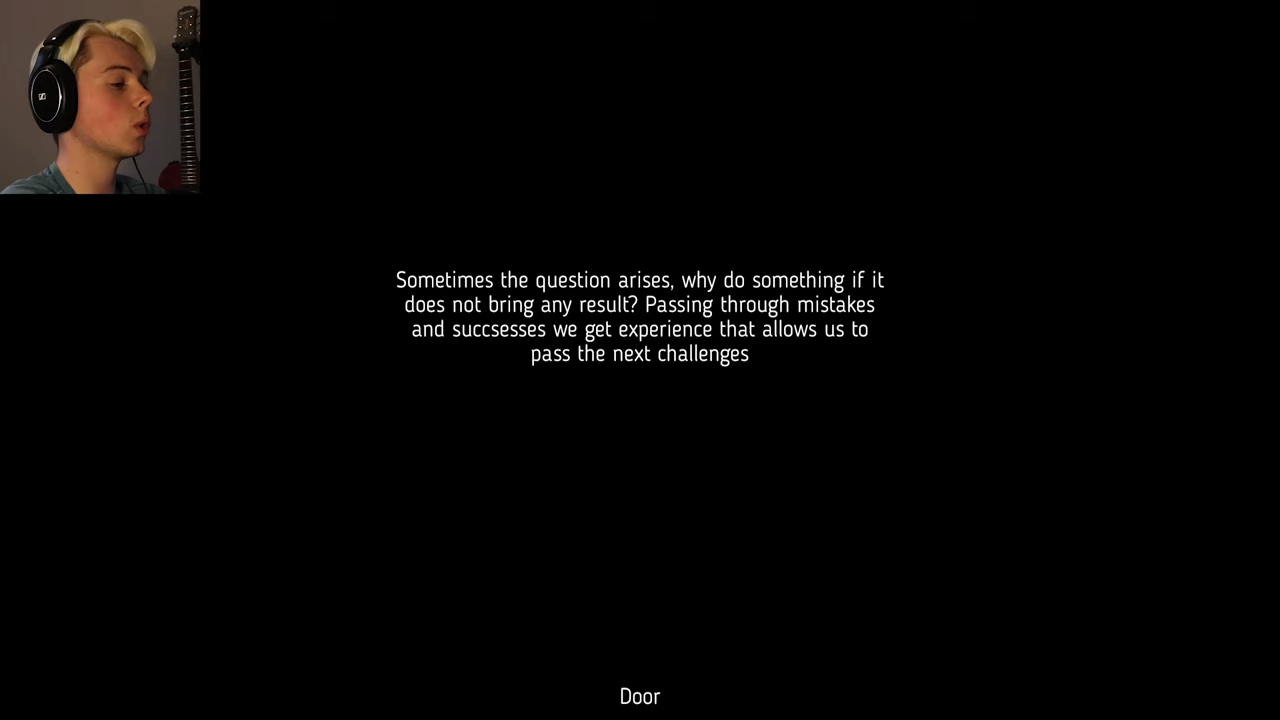 Sometimes the question arises, why do something if it
does not bring any result? Passing through mistakes
and succsesses we get experience that allows us to
pass the next challenges
Door